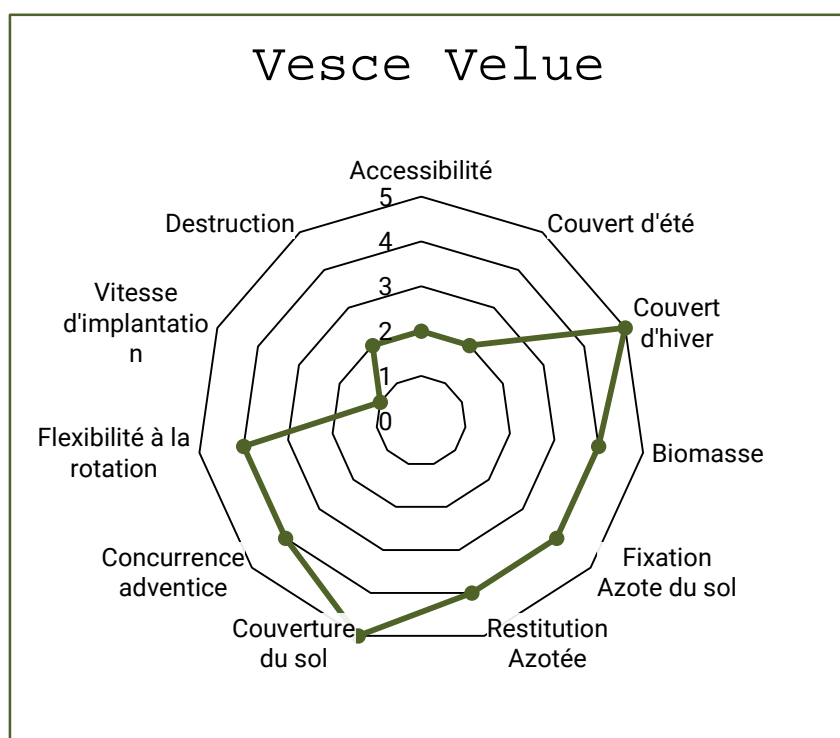 Vesce Velue
Accessibilité
5
Destruction
Couvert d'été
4
Vitesse
d'implantatio
n
3
Couvert
d'hiver
2
1
0
Flexibilité à la
rotation
Biomasse
Concurrence
adventice
Fixation
Azote du sol
Couverture
du sol
Restitution
Azotée